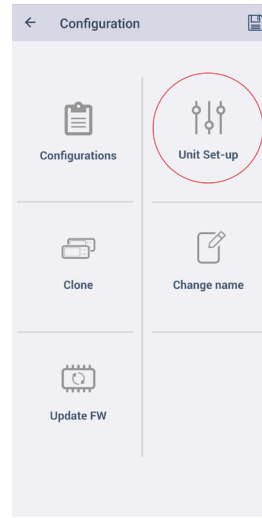 Configuration
Configurations
Unit Set-up
Clone
Change name
Update FW